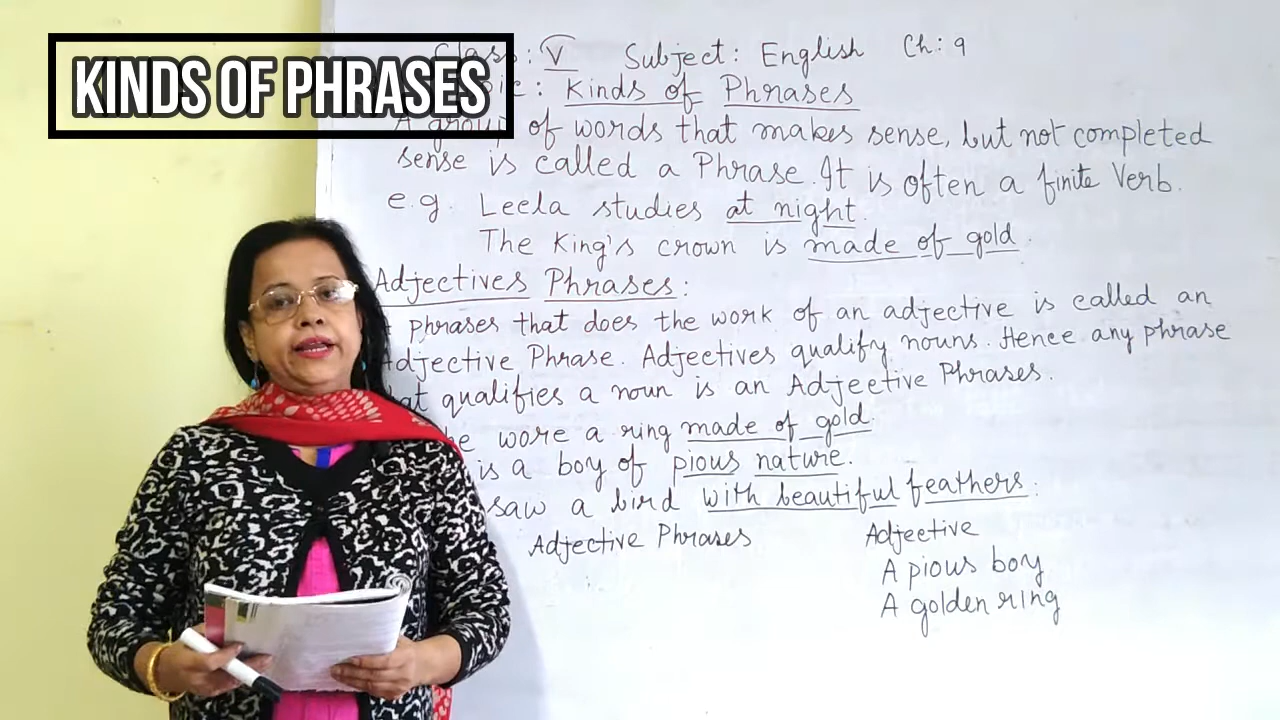 KINDS OF PHRASES
Class: V Subject: English Ch: 9
: Kinds of Phrases
A group of words that makes sense, but not completed
sense is called a Phrase. It is often a finite Verb.
e.g. Leela studies at night.
The King's crown is made of gold.
Adjectives Phrases:
phrases that does the work of an adjective is called an
Adjective Phrase. Adjectives qualify nouns. Hence any phrase
qualifies a noun is an Adjective Phrases.
wore a ring made of gold.
is a boy of pious nature.
saw a bird with beautiful feathers.
Adjective Phrases Adjective
A pious boy
A golden ring